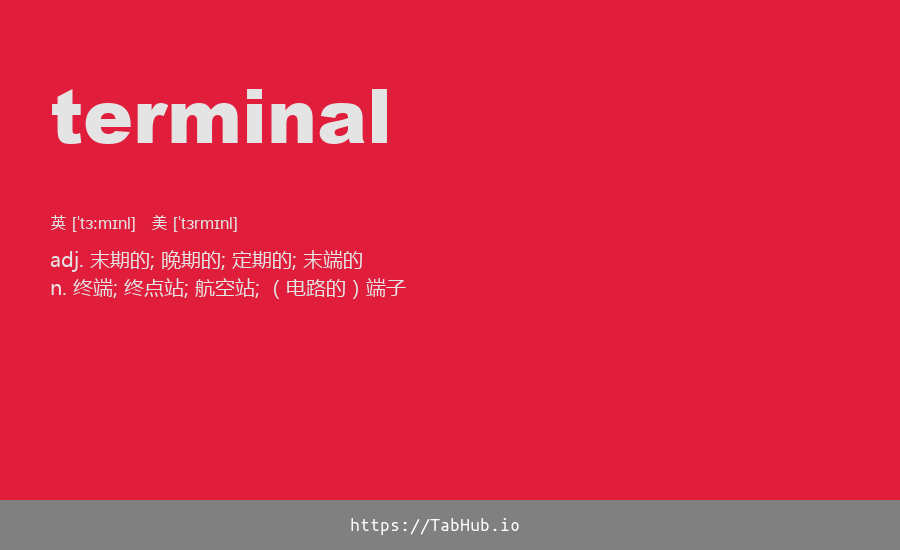 terminal
英 [ˈtɜːmɪnl] 美 [ˈtɜrmɪnl]
adj. 末期的; 晚期的; 定期的; 末端的
n. 终端; 终点站; 航空站; （电路的）端子
https://TabHub.io